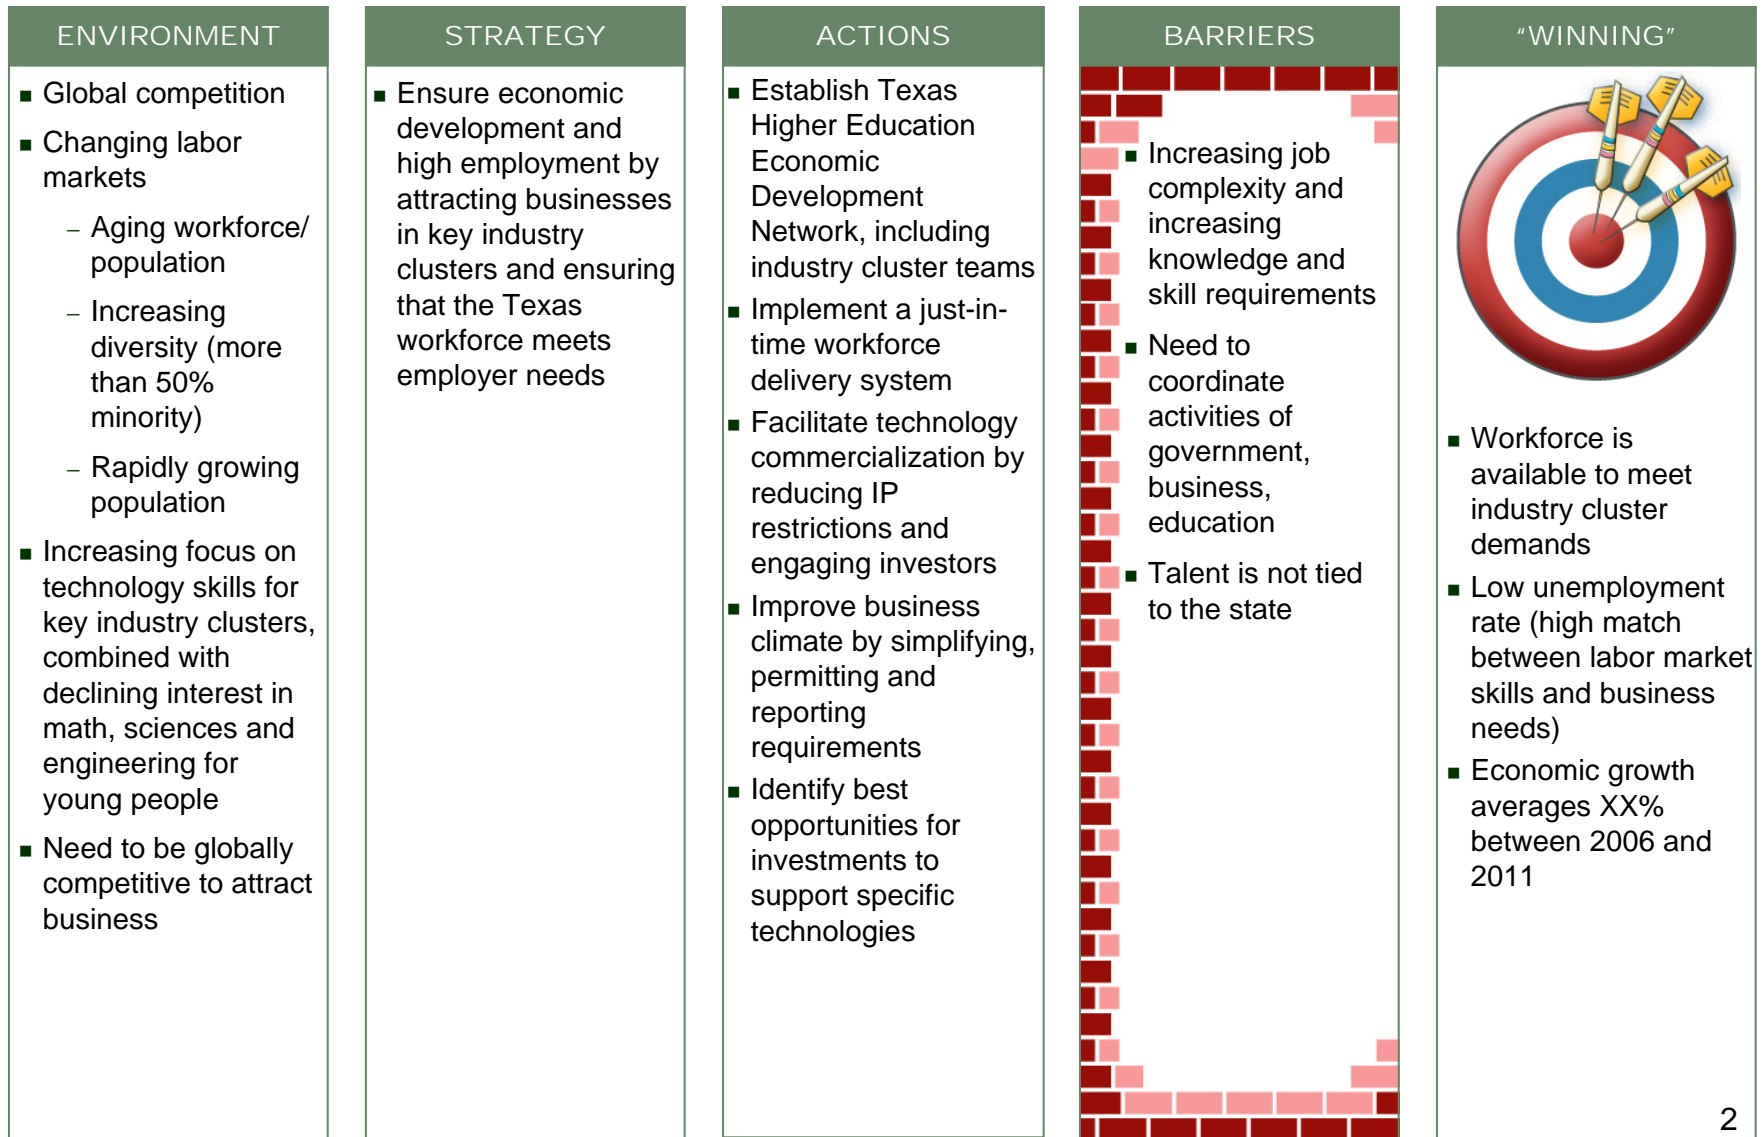 ENVIRONMENT
■ Global competition
■ Changing labor
markets
– Aging workforce/
population
– Increasing
diversity (more
than 50%
minority)
– Rapidly growing
population
■ Increasing focus on
technology skills for
key industry clusters,
combined with
declining interest in
math, sciences and
engineering for
young people
■ Need to be globally
competitive to attract
business
STRATEGY
■ Ensure economic
development and
high employment by
attracting businesses
in key industry
clusters and ensuring
that the Texas
workforce meets
employer needs
ACTIONS
■ Establish Texas
Higher Education
Economic
Development
Network, including
industry cluster teams
■ Implement a just-in-
time workforce
delivery system
■ Facilitate technology
commercialization by
reducing IP
restrictions and
engaging investors
■ Improve business
climate by simplifying,
permitting and
reporting
requirements
■ Identify best
opportunities for
investments to
support specific
technologies
BARRIERS
■ Increasing job
complexity and
increasing
knowledge and
skill requirements
■ Need to
coordinate
activities of
government,
business,
education
■ Talent is not tied
to the state
“WINNING”
■ Workforce is
available to meet
industry cluster
demands
■ Low unemployment
rate (high match
between labor market
skills and business
needs)
■ Economic growth
averages XX%
between 2006 and
2011
2